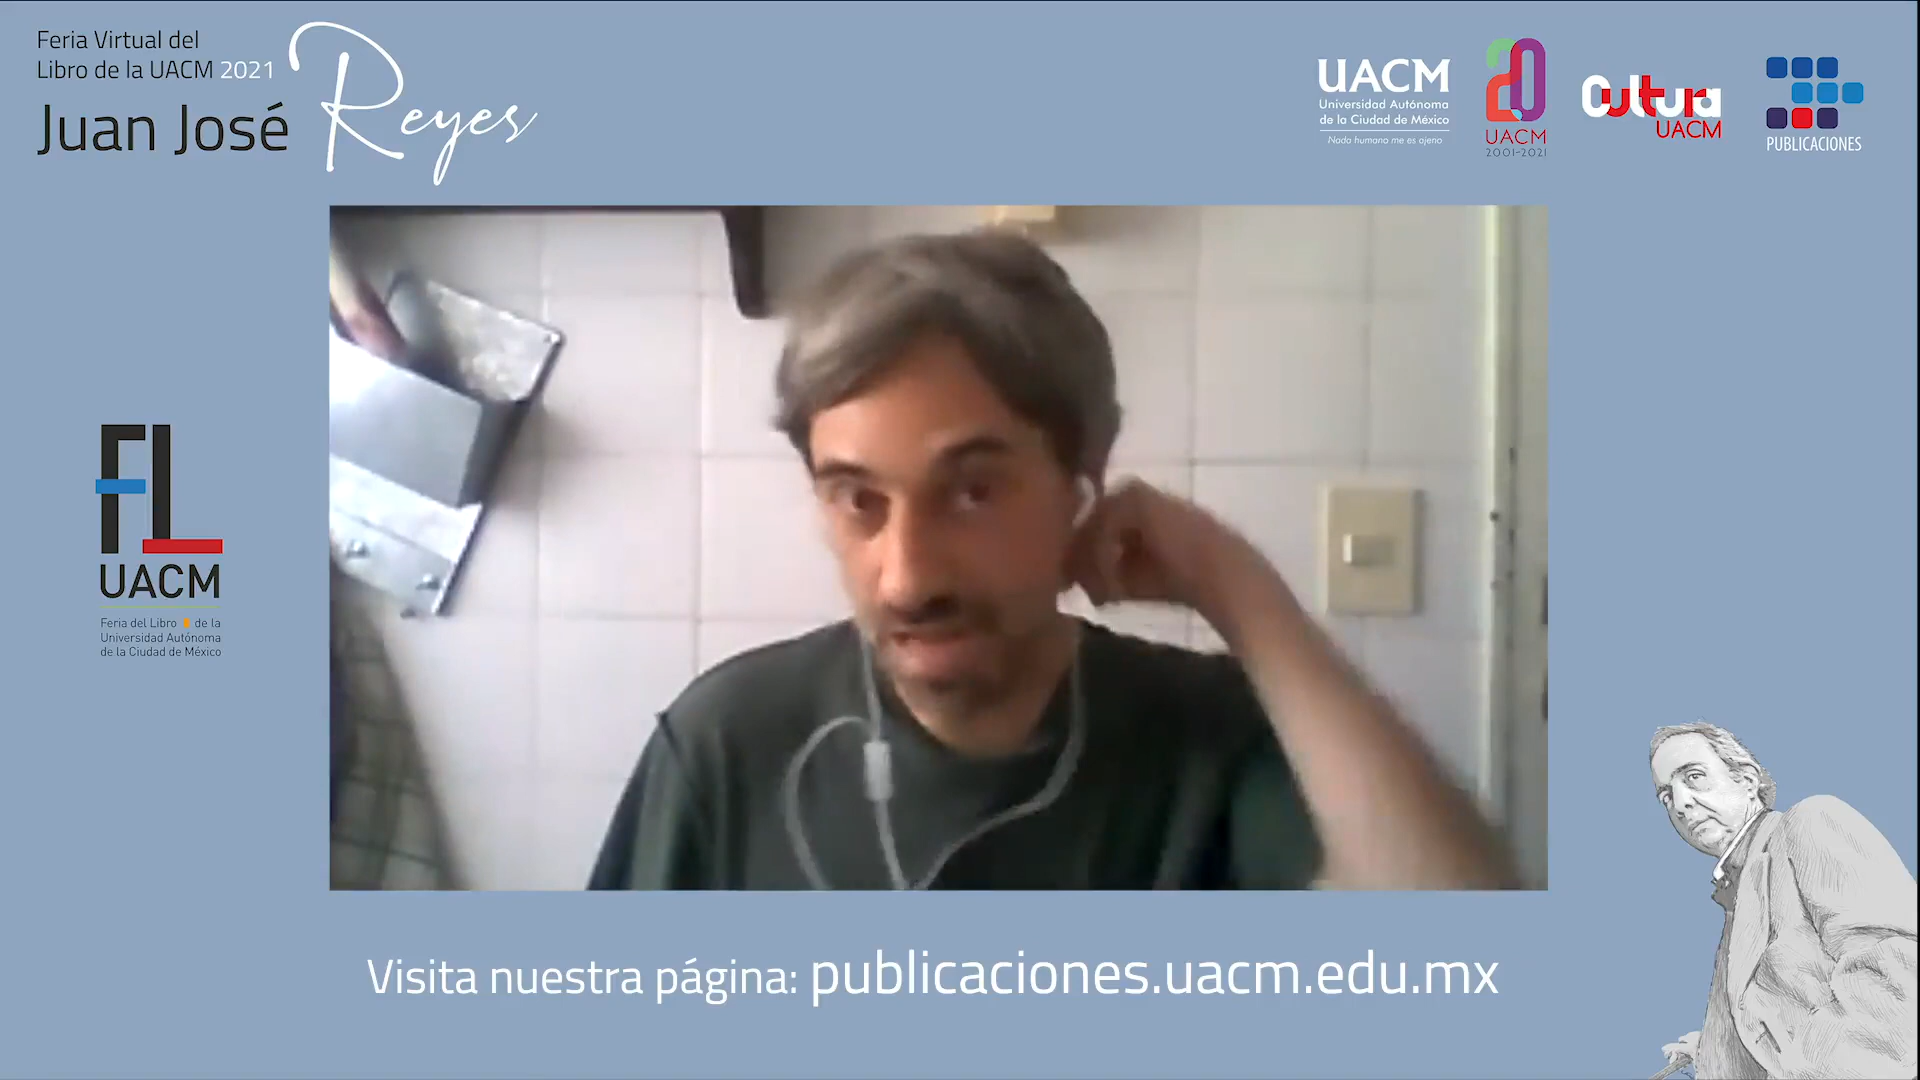 Feria Virtual del
Libro de la UACM 2021
Juan José Reyes
UACM
Universidad Autónoma
de la Ciudad de México
Nada humano me es ajeno
20
UACM
2001-2021
Cultura
UACM
PUBLICACIONES
FL
UACM
Feria del Libro de la
Universidad Autónoma
de la Ciudad de México
Visita nuestra página: publicaciones.uacm.edu.mx